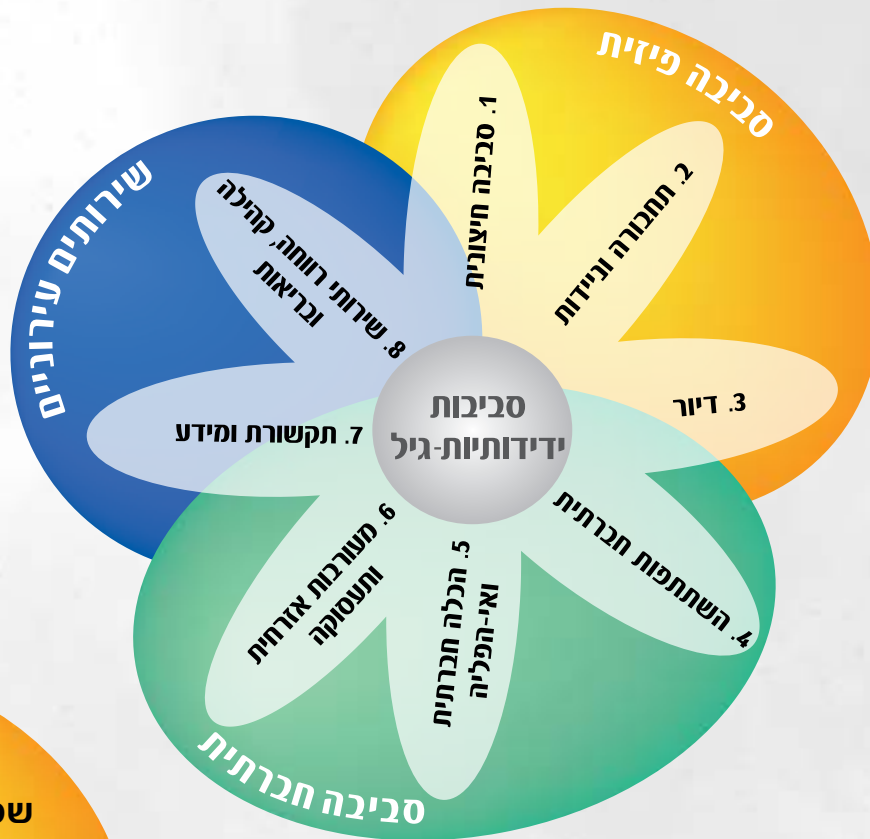 סביבה פיזית
1. סביבה חיצונית
2. תחבורה וניידות
3. דיור
סביבה חברתית
4. השתתפות חברתית
5. הכלה חברתית
ואי-הפליה
6. מעורבות אזרחית
ותעסוקה
שירותים עירוניים
7. תקשורת ומידע
8. שירותי רווחה, קהילה
ובריאות
סביבות
ידידותיות-גיל